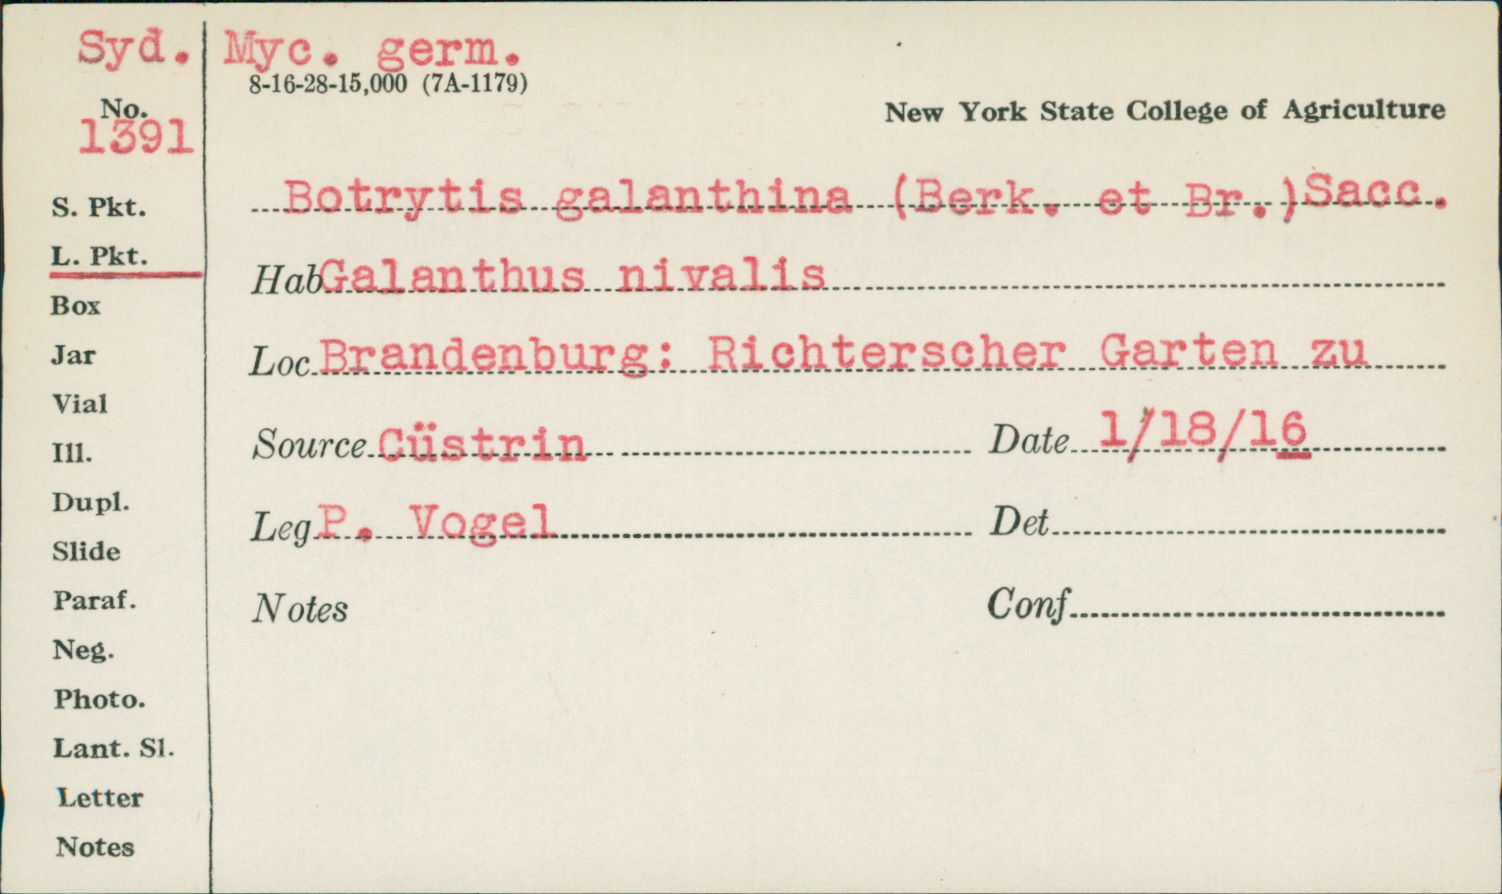 Syd. Myc. germ.
8-16-28-15,000 (7A-1179)
No.
1391
New York State College of Agriculture
S. Pkt.
Botrytis galanthina (Berk. et Br.)Sacc.
L. Pkt.
Hab Galanthus nivalis
Box
Jar
Loc. Brandenburg: Richterscher Garten zu
Vial
Ill.
Source Cüstrin Date 1/18/16
Dupl.
Leg. P. Vogel Det
Slide
Paraf.
Notes Conf
Neg.
Photo.
Lant. Sl.
Letter
Notes